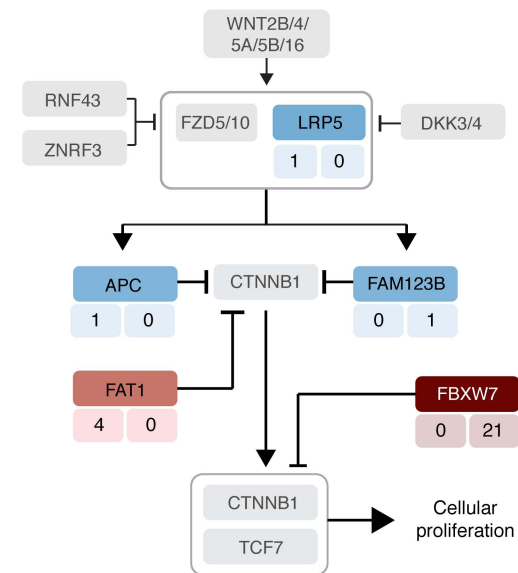 WNT2B/4/
5A/5B/16
RNF43
ZNRF3
FZD5/10
LRP5
1 0
DKK3/4
APC
1 0
CTNNB1
FAM123B
0 1
FAT1
4 0
FBXW7
0 21
CTNNB1
TCF7
Cellular
proliferation